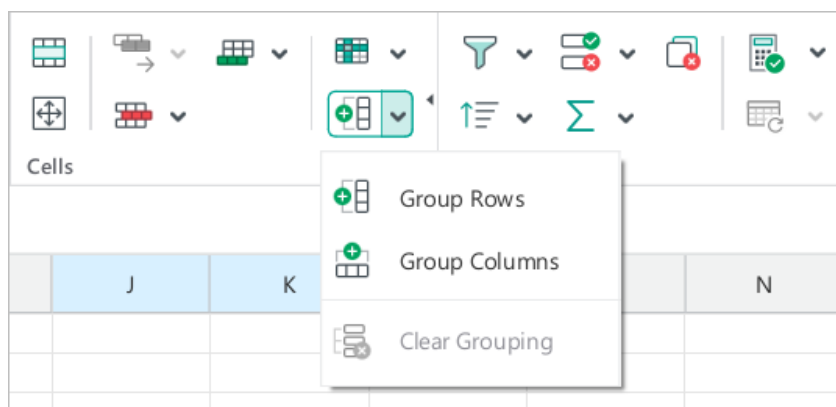 Cells
Group Rows
Group Columns
Clear Grouping
J
K
N